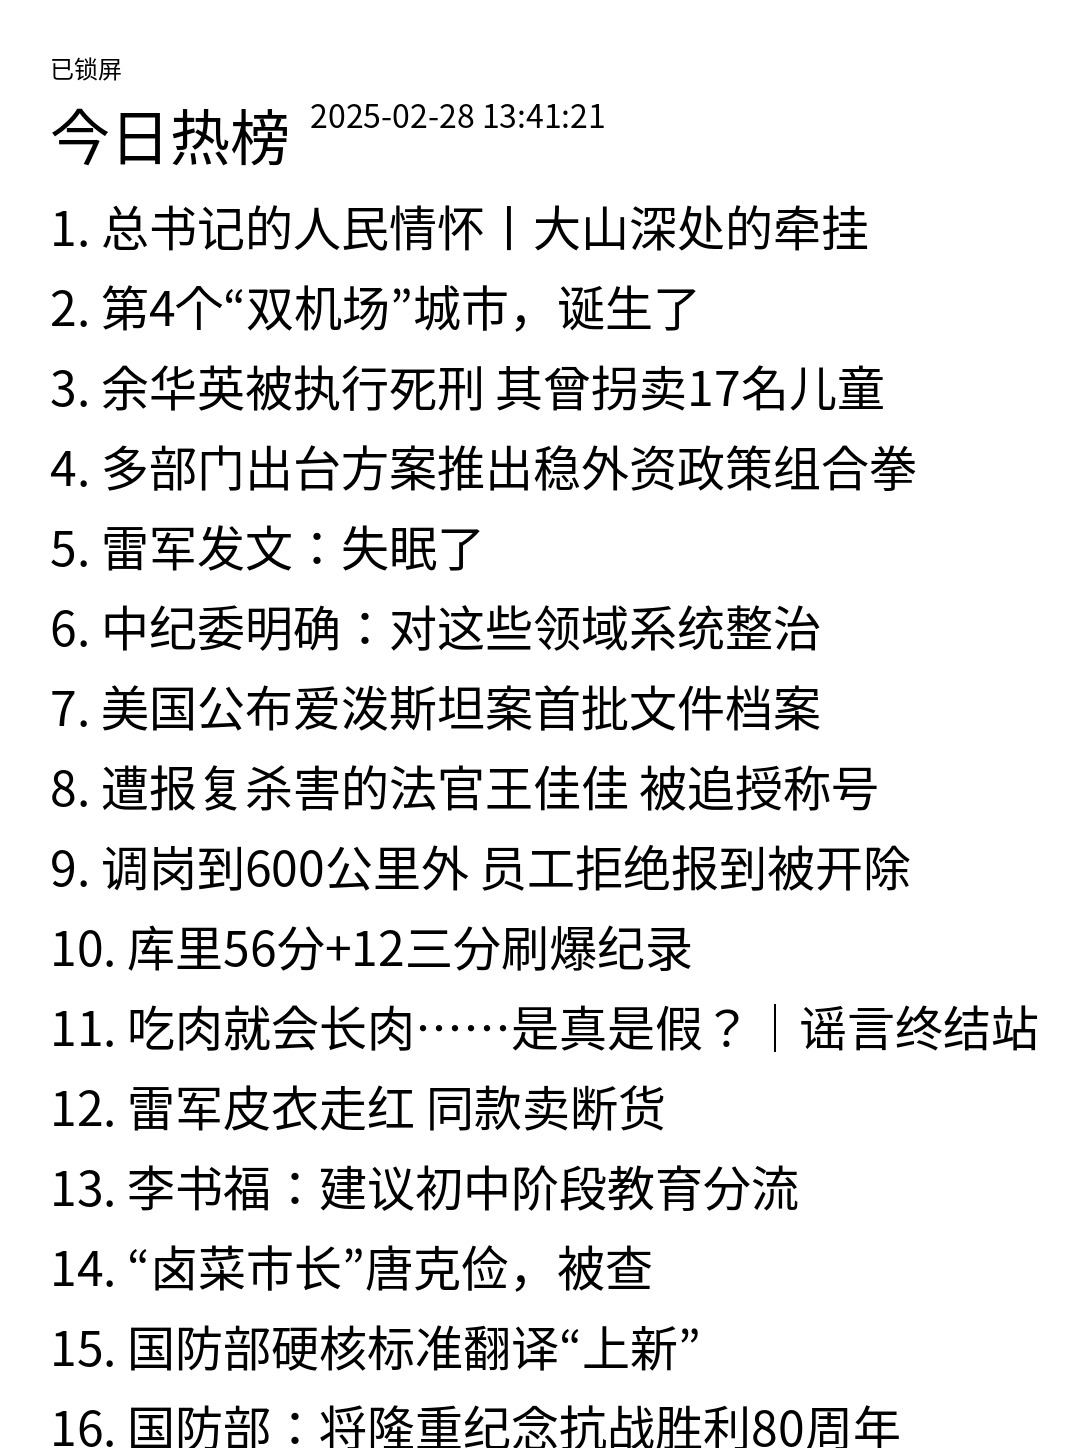 已锁屏
今日热榜 2025-02-28 13:41:21
1. 总书记的人民情怀丨大山深处的牵挂
2. 第4个“双机场”城市，诞生了
3. 余华英被执行死刑 其曾拐卖17名儿童
4. 多部门出台方案推出稳外资政策组合拳
5. 雷军发文：失眠了
6. 中纪委明确：对这些领域系统整治
7. 美国公布爱泼斯坦案首批文件档案
8. 遭报复杀害的法官王佳佳 被追授称号
9. 调岗到600公里外 员工拒绝报到被开除
10. 库里56分+12三分刷爆纪录
11. 吃肉就会长肉……是真是假？｜谣言终结站
12. 雷军皮衣走红 同款卖断货
13. 李书福：建议初中阶段教育分流
14. “卤菜市长”唐克俭，被查
15. 国防部硬核标准翻译“上新”
16. 国防部：将隆重纪念抗战胜利80周年